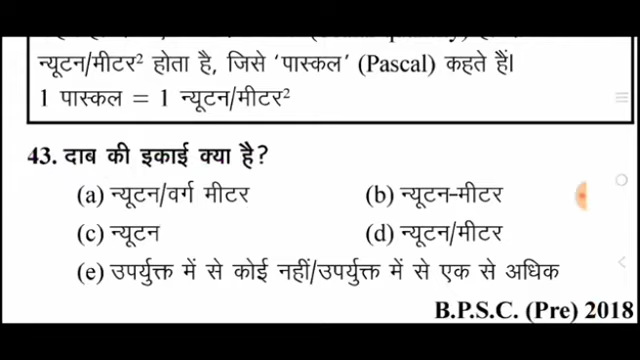 न्यूटन/मीटर² होता है, जिसे ‘पास्कल’ (Pascal) कहते हैं।
1 पास्कल = 1 न्यूटन/मीटर²
43. दाब की इकाई क्या है?
(a) न्यूटन/वर्ग मीटर (b) न्यूटन-मीटर
(c) न्यूटन (d) न्यूटन/मीटर
(e) उपर्युक्त में से कोई नहीं/उपर्युक्त में से एक से अधिक
B.P.S.C. (Pre) 2018